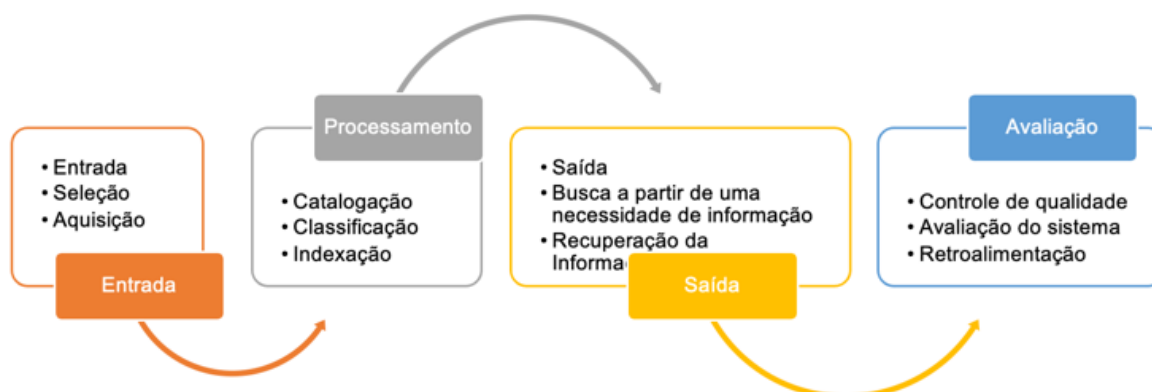 • Entrada
• Seleção
• Aquisição
Entrada
Processamento
• Catalogação
• Classificação
• Indexação
• Saída
• Busca a partir de uma
necessidade de informação
• Recuperação da
Saída
Avaliação
• Controle de qualidade
• Avaliação do sistema
• Retroalimentação